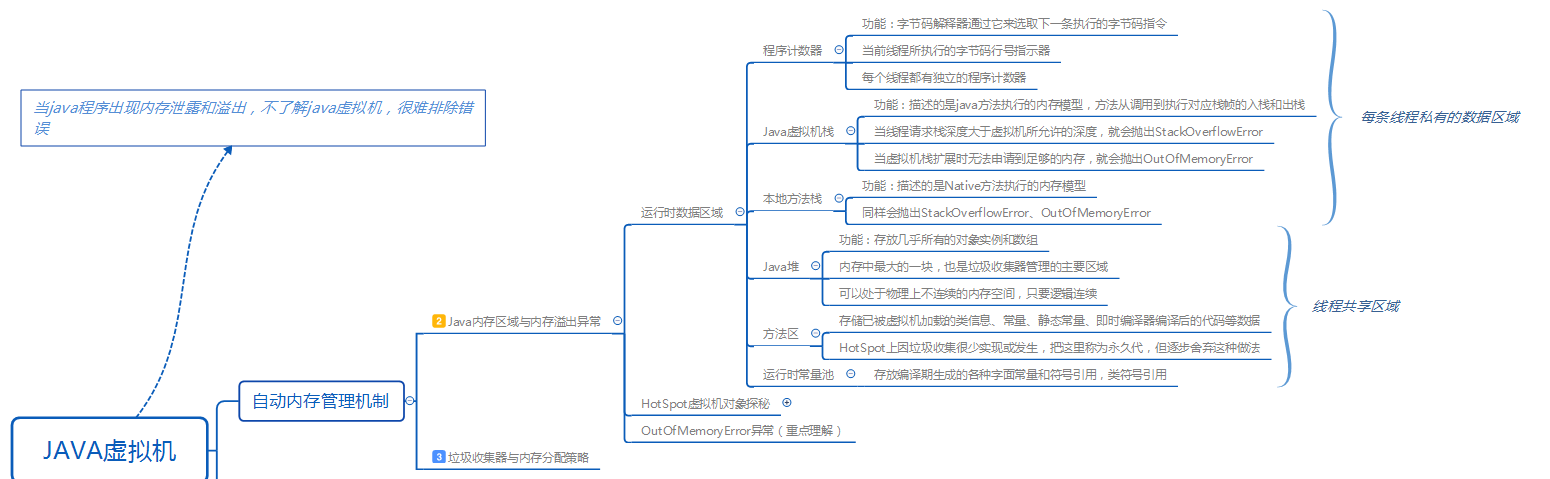 功能：字节码解释器通过它来选取下一条执行的字节码指令
程序计数器
当前线程所执行的字节码行号指示器
每个线程都有独立的程序计数器
当java程序出现内存泄露和溢出，不了解java虚拟机，很难排除错
误
功能：描述的是java方法执行的内存模型，方法从调用到执行对应栈帧的入栈和出栈
每条线程私有的数据区域
Java虚拟机栈
当线程请求栈深度大于虚拟机所允许的深度，就会抛出StackOverflowError
当虚拟机栈扩展时无法申请到足够的内存，就会抛出OutOfMemoryError
功能：描述的是Native方法执行的内存模型
本地方法栈
同样会抛出StackOverflowError、OutOfMemoryError
运行时数据区域
功能：存放几乎所有的对象实例和数组
Java堆
内存中最大的一块，也是垃圾收集器管理的主要区域
可以处于物理上不连续的内存空间，只要逻辑连续
线程共享区域
2 Java内存区域与内存溢出异常
存储已被虚拟机加载的类信息、常量、静态常量、即时编译器编译后的代码等数据
方法区
HotSpot上因垃圾收集很少实现或发生，把这里称为永久代，但逐步舍弃这种做法
运行时常量池
存放编译期生成的各种字面常量和符号引用，类符号引用
自动内存管理机制
HotSpot虚拟机对象探秘
OutOfMemoryError异常（重点理解）
JAVA虚拟机
3 垃圾收集器与内存分配策略